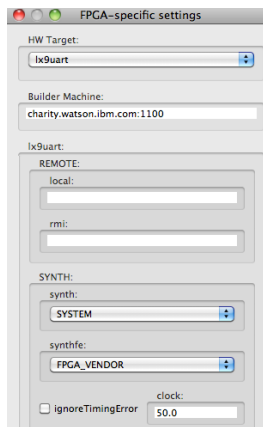 FPGA-specific settings
HW Target:
lx9uart
Builder Machine:
charity.watson.ibm.com:1100
lx9uart:
REMOTE:
local:
rmi:
SYNTH:
synth:
SYSTEM
synthfe:
FPGA_VENDOR
clock:
ignoreTimingError
50.0